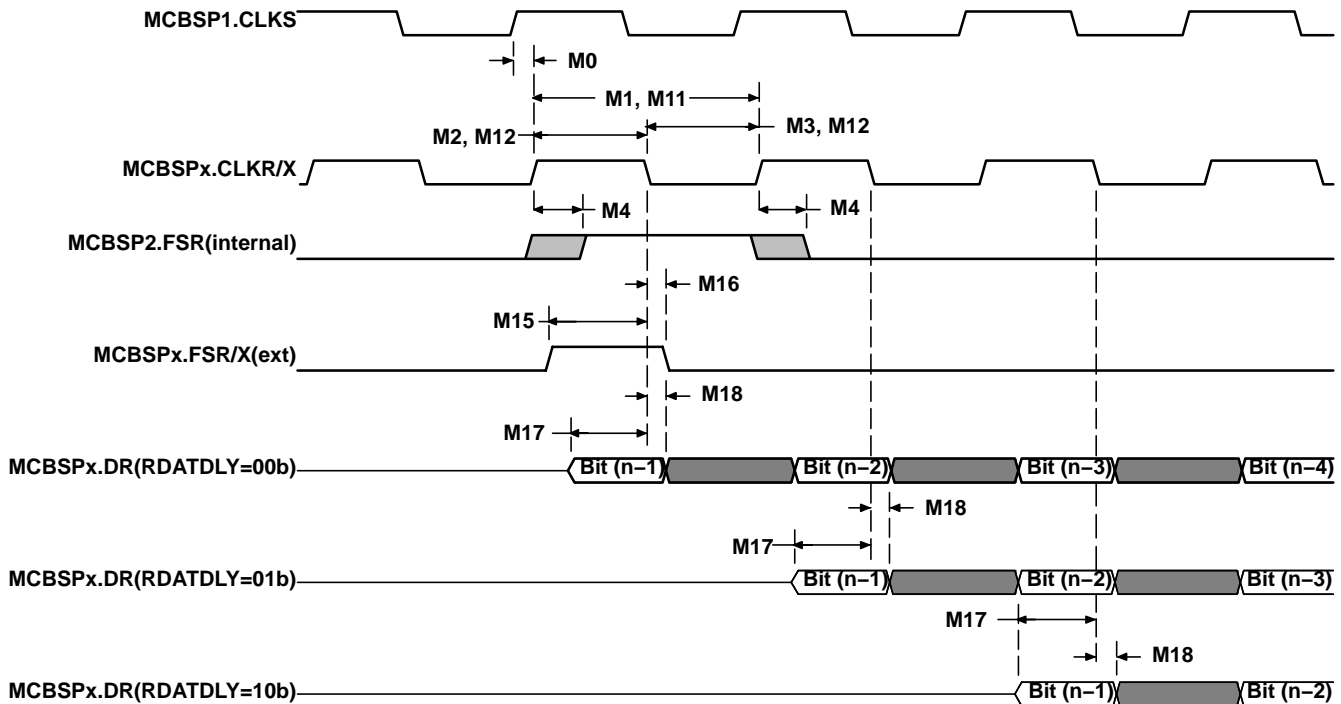 MCBSP1.CLKS
M0
M1, M11
M2, M12
M3, M12
MCBSPx.CLKR/X
M4
M4
MCBSP2.FSR(internal)
M16
M15
MCBSPx.FSR/X(ext)
M18
M17
MCBSPx.DR(RDATDLY=00b)
Bit (n−1)
Bit (n−2)
Bit (n−3)
Bit (n−4)
M18
M17
MCBSPx.DR(RDATDLY=01b)
Bit (n−1)
Bit (n−2)
Bit (n−3)
M17
M18
MCBSPx.DR(RDATDLY=10b)
Bit (n−1)
Bit (n−2)